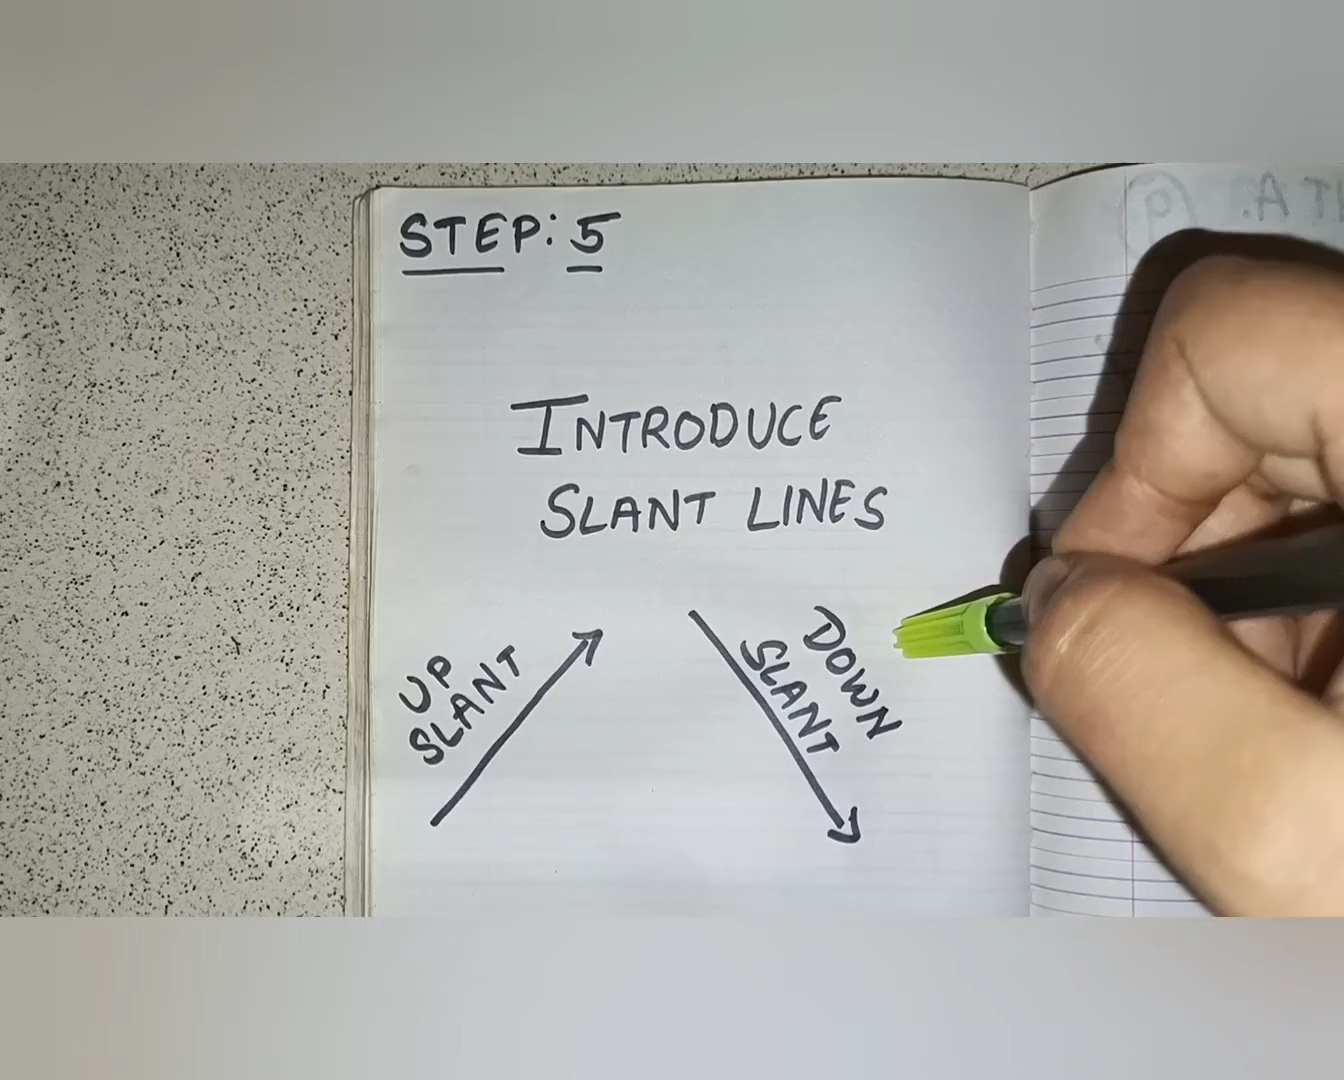 STEP: 5
INTRODUCE
SLANT LINES
UP
SLANT
DOWN
SLANT